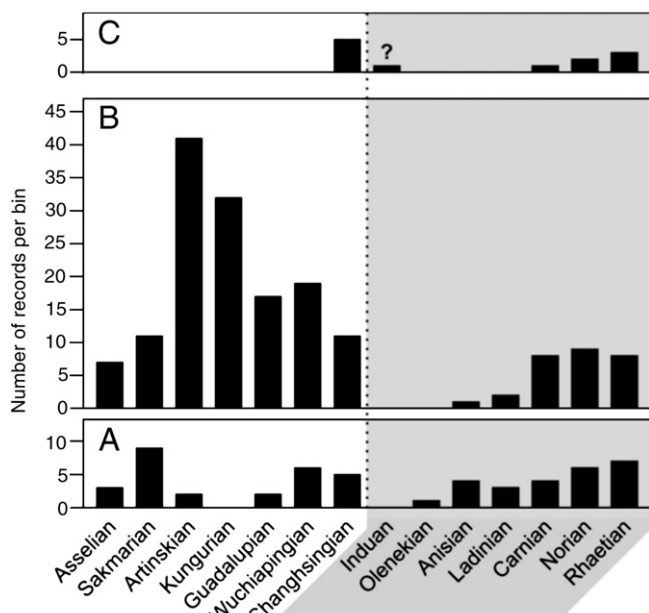 C
5
0
?
B
45
40
35
30
25
20
15
10
5
0
Number of records per bin
A
10
5
0
Asselian
Sakmarian
Artinskian
Kungurian
Guadalupian
Wuchiapingian
Changhsingian
Induan
Olenekian
Anisian
Ladinian
Carnian
Norian
Rhaetian